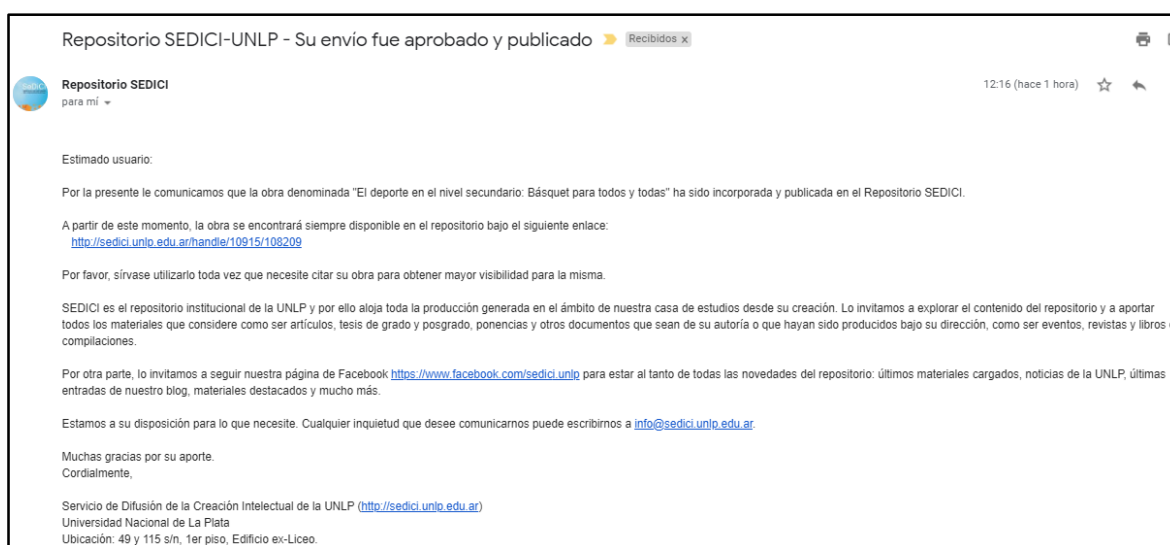 Repositorio SEDICI-UNLP - Su envío fue aprobado y publicado Recibidos x
Repositorio SEDICI 12:16 (hace 1 hora)
para mí
Estimado usuario:
Por la presente le comunicamos que la obra denominada "El deporte en el nivel secundario: Básquet para todos y todas" ha sido incorporada y publicada en el Repositorio SEDICI.
A partir de este momento, la obra se encontrará siempre disponible en el repositorio bajo el siguiente enlace:
http://sedici.unlp.edu.ar/handle/10915/108209
Por favor, sírvase utilizarlo toda vez que necesite citar su obra para obtener mayor visibilidad para la misma.
SEDICI es el repositorio institucional de la UNLP y por ello aloja toda la producción generada en el ámbito de nuestra casa de estudios desde su creación. Lo invitamos a explorar el contenido del repositorio y a aportar
todos los materiales que considere como ser artículos, tesis de grado y posgrado, ponencias y otros documentos que sean de su autoría o que hayan sido producidos bajo su dirección, como ser eventos, revistas y libros
compilaciones.
Por otra parte, lo invitamos a seguir nuestra página de Facebook https://www.facebook.com/sedici.unlp para estar al tanto de todas las novedades del repositorio: últimos materiales cargados, noticias de la UNLP, últimas
entradas de nuestro blog, materiales destacados y mucho más.
Estamos a su disposición para lo que necesite. Cualquier inquietud que desee comunicarnos puede escribirnos a info@sedici.unlp.edu.ar.
Muchas gracias por su aporte.
Cordialmente,
Servicio de Difusión de la Creación Intelectual de la UNLP (http://sedici.unlp.edu.ar)
Universidad Nacional de La Plata
Ubicación: 49 y 115 s/n, 1er piso, Edificio ex-Liceo.